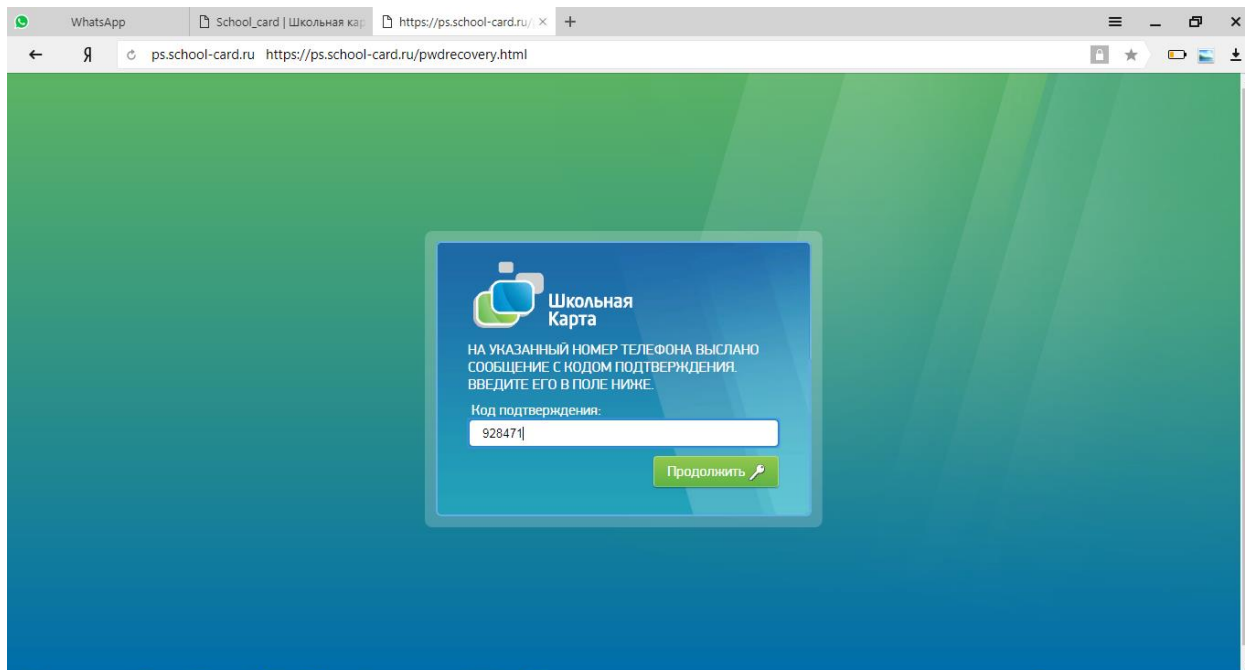 WhatsApp
School_card | Школьная кар
https://ps.school-card.ru/
Я
ps.school-card.ru https://ps.school-card.ru/pwdrecovery.html
Школьная
Карта
НА УКАЗАННЫЙ НОМЕР ТЕЛЕФОНА ВЫСЛАНО
СООБЩЕНИЕ С КОДОМ ПОДТВЕРЖДЕНИЯ.
ВВЕДИТЕ ЕГО В ПОЛЕ НИЖЕ.
Код подтверждения:
928471
Продолжить